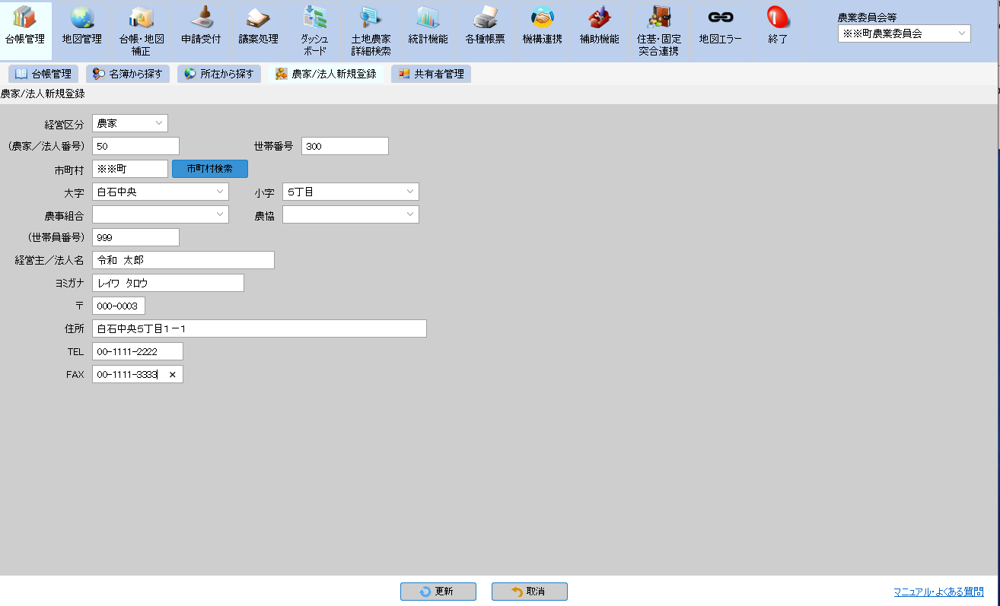 台帳管理
地図管理
台帳・地図
補正
申請受付
議案処理
ダッシュ
ボード
土地農家
詳細検索
統計機能
各種帳票
機構連携
補助機能
住基・固定
突合連携
地図エラー
終了
農業委員会等
※※町農業委員会
台帳管理
名簿から探す
所在から探す
農家/法人新規登録
共有者管理
農家/法人新規登録
経営区分 農家
(農家／法人番号) 50 世帯番号 300
市町村 ※※町 市町村検索
大字 白石中央 小字 5丁目
農事組合 農協
(世帯員番号) 999
経営主／法人名 令和 太郎
ヨミガナ レイワ タロウ
〒 000-0003
住所 白石中央5丁目1－1
TEL 00-1111-2222
FAX 00-1111-3333 ×
更新
取消
マニュアル・よくある質問